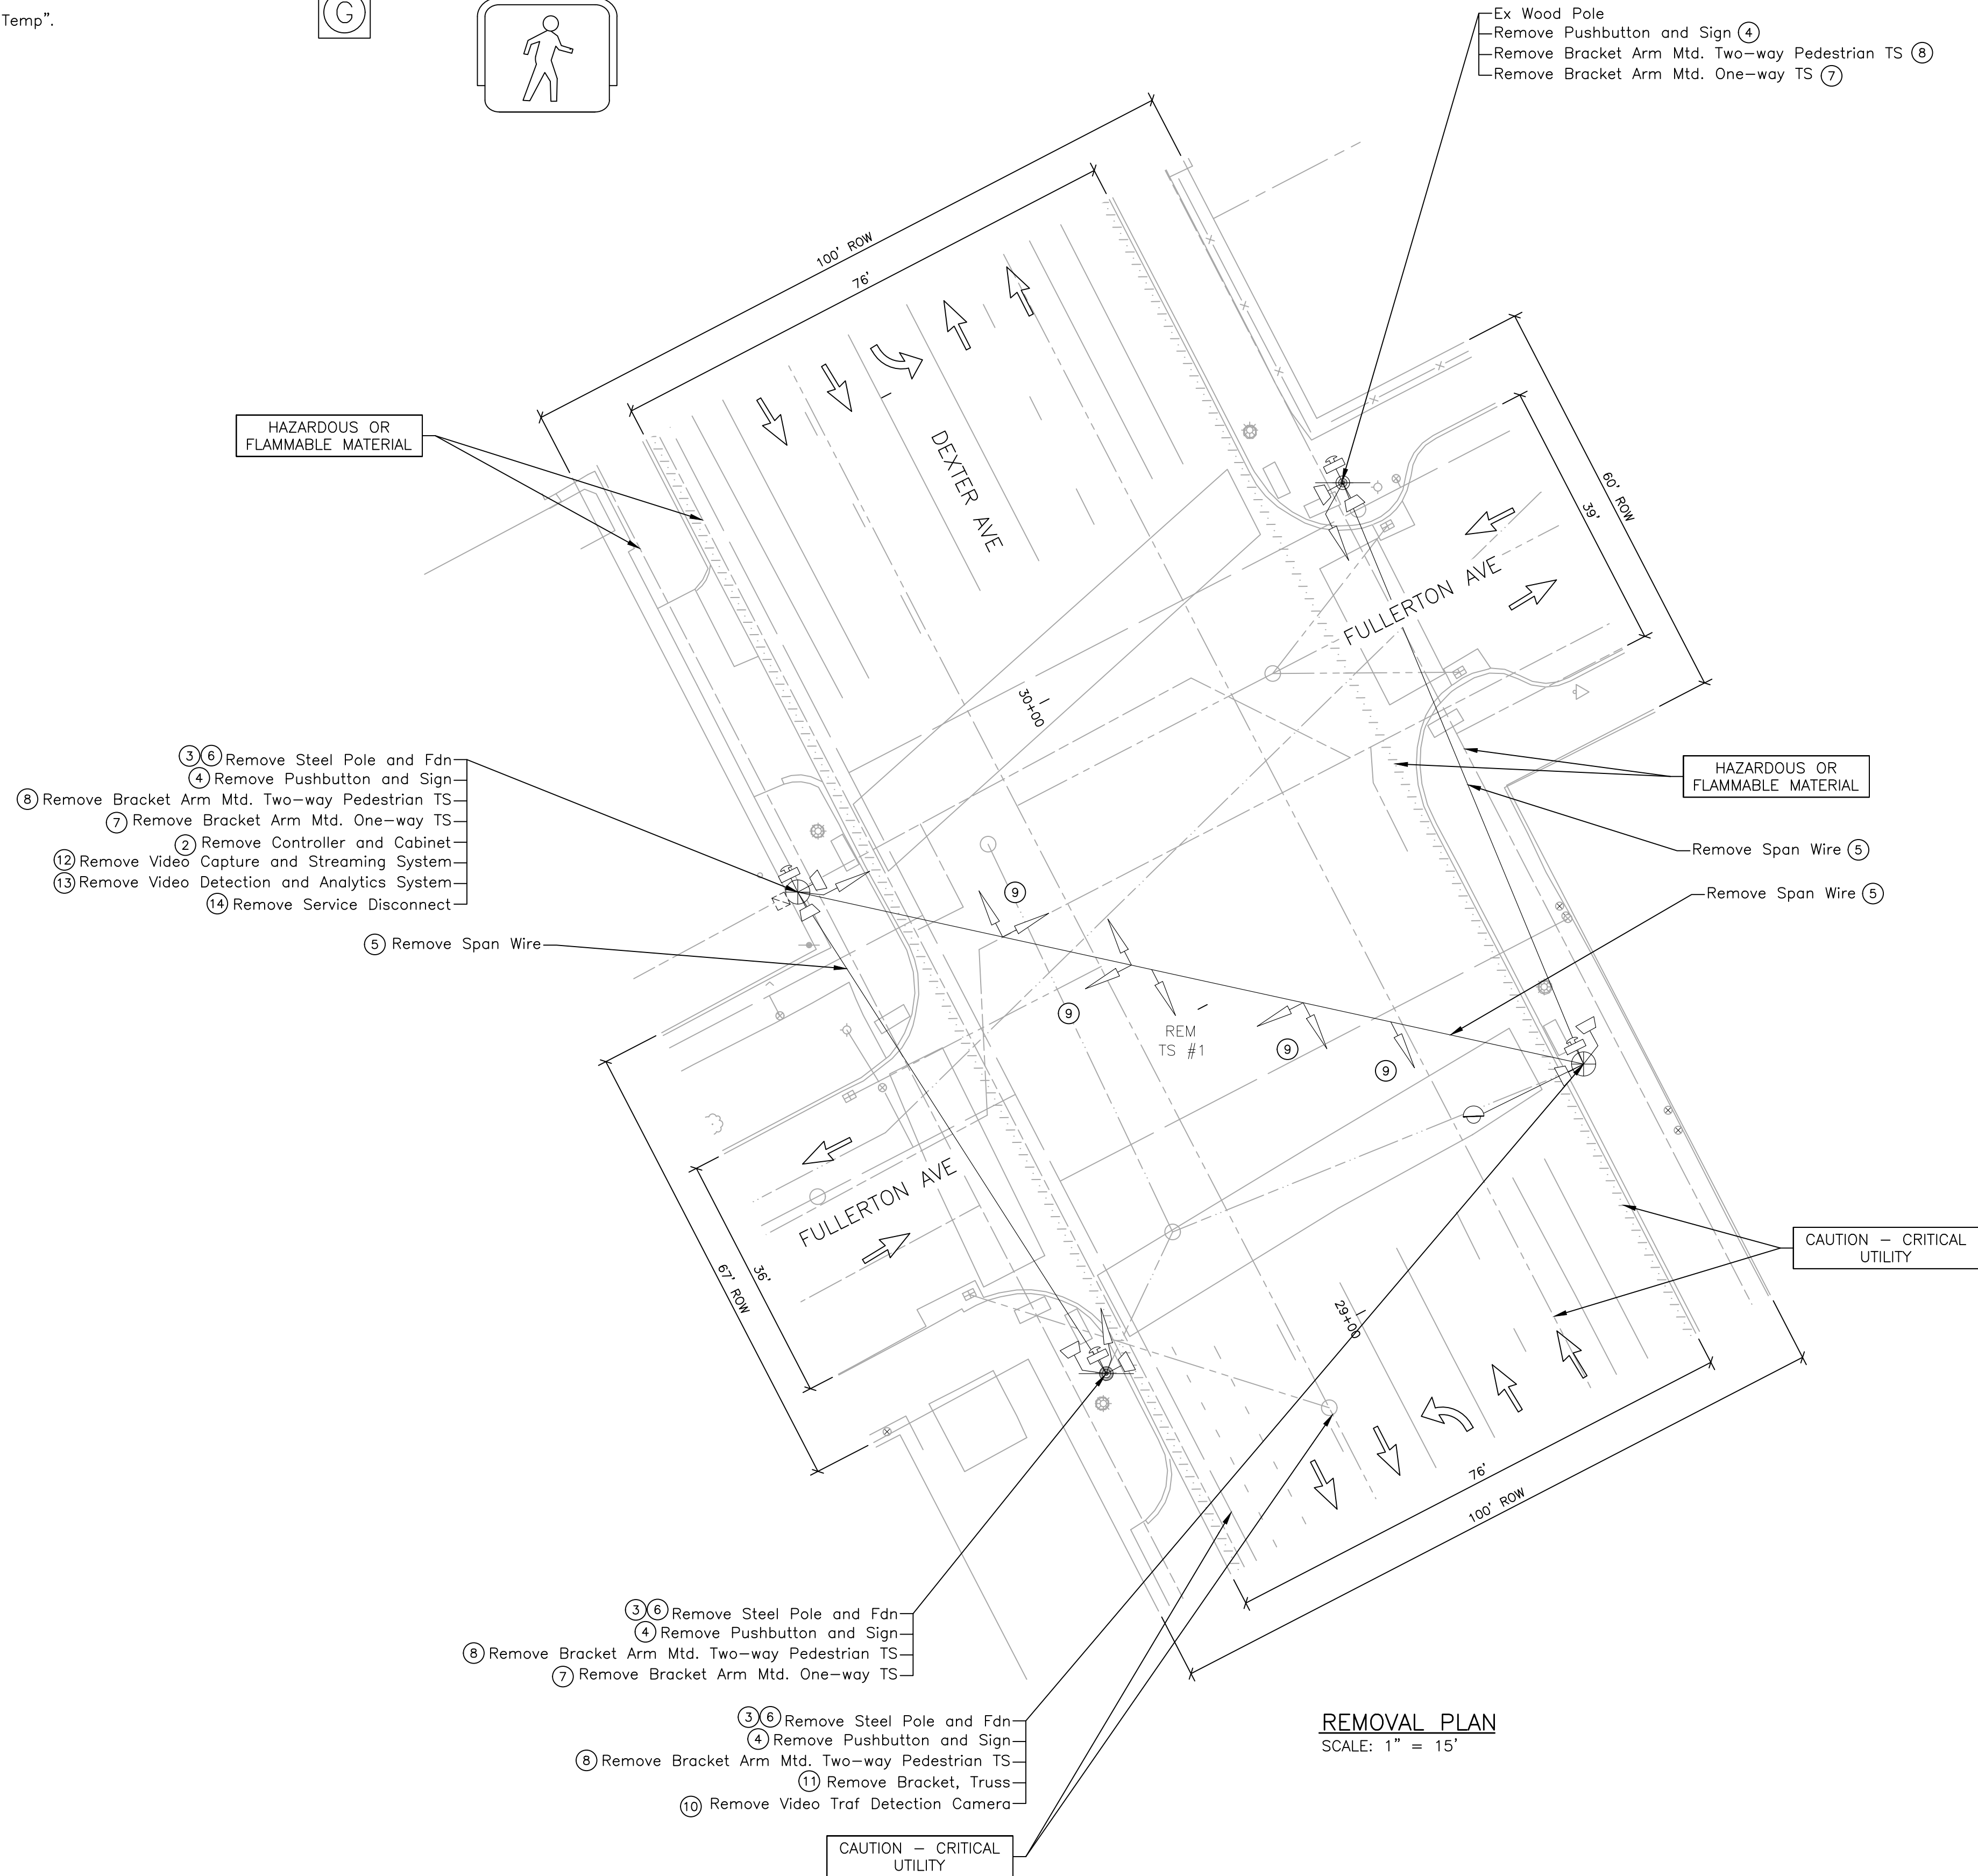 Temp".
G
Ex Wood Pole
Remove Pushbutton and Sign 4
Remove Bracket Arm Mtd. Two-way Pedestrian TS 8
Remove Bracket Arm Mtd. One-way TS 7
100' ROW
76'
DEXTER AVE
HAZARDOUS OR
FLAMMABLE MATERIAL
60' ROW
39'
FULLERTON AVE
30+00
3 6 Remove Steel Pole and Fdn
4 Remove Pushbutton and Sign
8 Remove Bracket Arm Mtd. Two-way Pedestrian TS
7 Remove Bracket Arm Mtd. One-way TS
2 Remove Controller and Cabinet
12 Remove Video Capture and Streaming System
13 Remove Video Detection and Analytics System
14 Remove Service Disconnect
5 Remove Span Wire
HAZARDOUS OR
FLAMMABLE MATERIAL
Remove Span Wire 5
Remove Span Wire 5
9
9
REM
TS #1
9
9
FULLERTON AVE
67' ROW
36'
CAUTION - CRITICAL
UTILITY
29+00
76'
100' ROW
3 6 Remove Steel Pole and Fdn
4 Remove Pushbutton and Sign
8 Remove Bracket Arm Mtd. Two-way Pedestrian TS
7 Remove Bracket Arm Mtd. One-way TS
3 6 Remove Steel Pole and Fdn
4 Remove Pushbutton and Sign
8 Remove Bracket Arm Mtd. Two-way Pedestrian TS
11 Remove Bracket, Truss
10 Remove Video Traf Detection Camera
CAUTION - CRITICAL
UTILITY
REMOVAL PLAN
SCALE: 1" = 15'